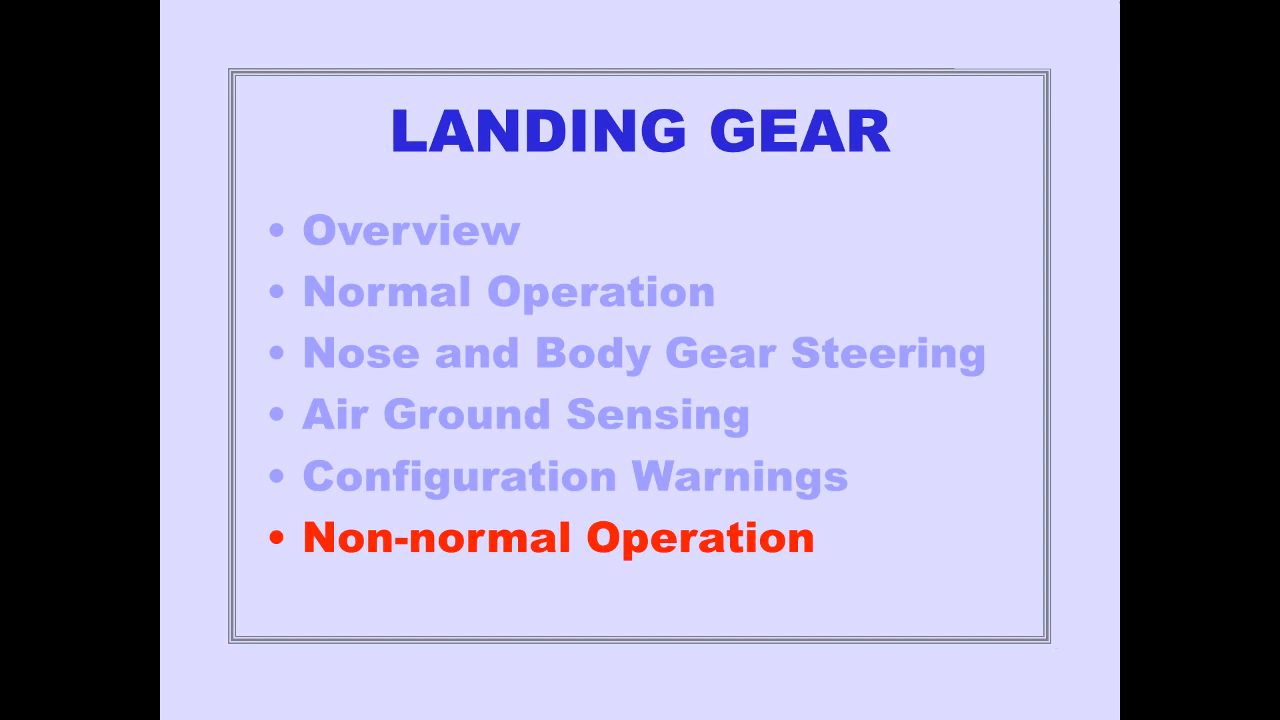 LANDING GEAR
• Overview
• Normal Operation
• Nose and Body Gear Steering
• Air Ground Sensing
• Configuration Warnings
• Non-normal Operation